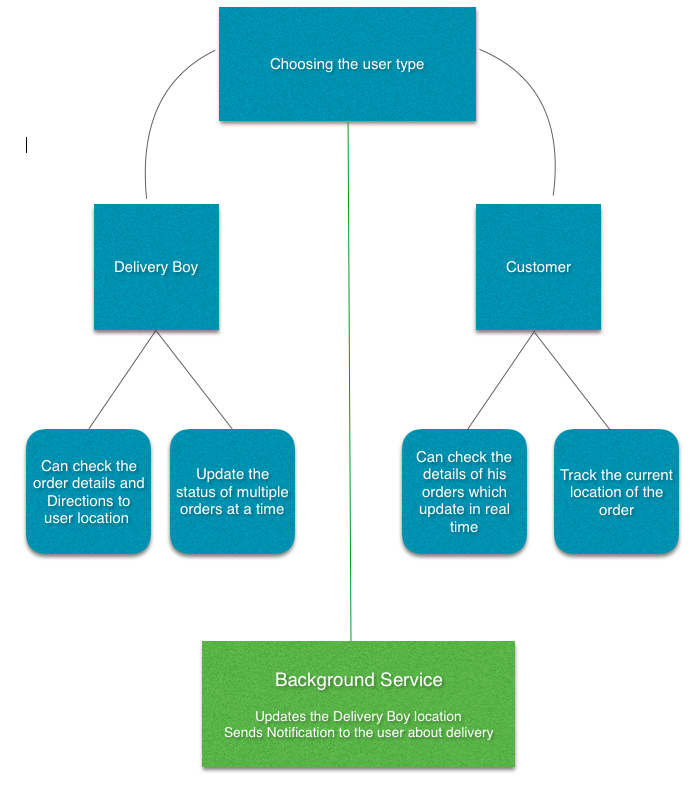 Choosing the user type
Delivery Boy
Customer
Can check the
order details and
Directions to
user location
Update the
status of multiple
orders at a time
Can check the
details of his
orders which
update in real
time
Track the current
location of the
order
Background Service
Updates the Delivery Boy location
Sends Notification to the user about delivery